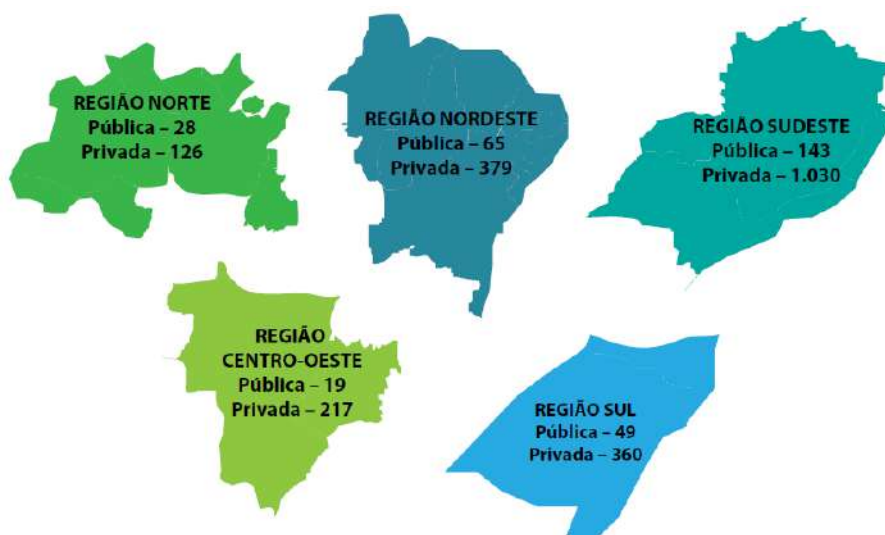 REGIÃO NORTE
Pública – 28
Privada – 126
REGIÃO NORDESTE
Pública – 65
Privada – 379
REGIÃO SUDESTE
Pública – 143
Privada – 1.030
REGIÃO
CENTRO-OESTE
Pública – 19
Privada – 217
REGIÃO SUL
Pública – 49
Privada – 360